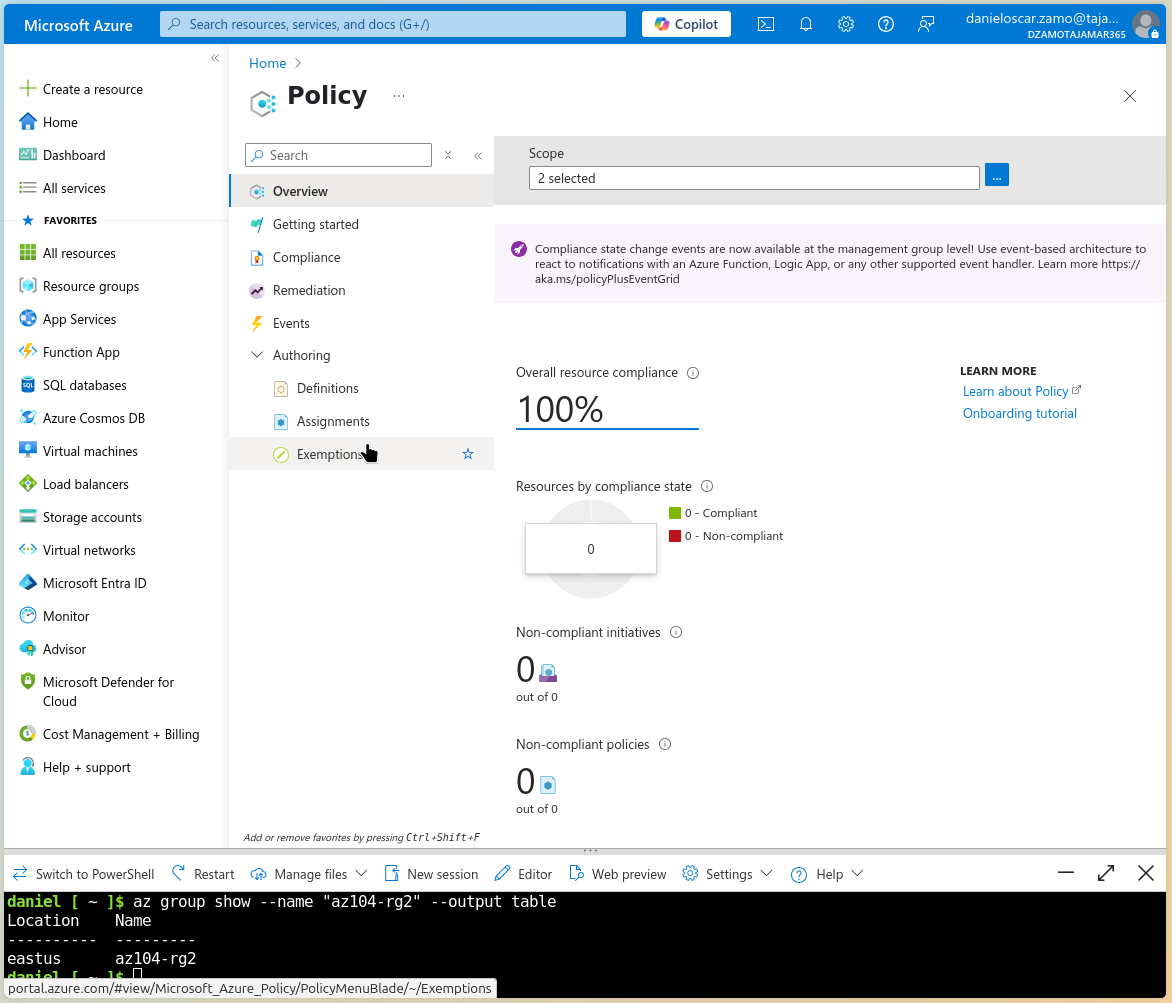 Microsoft Azure
Search resources, services, and docs (G+/)
Copilot
danieloscar.zamo@taja...
DZAMOTAJAMAR365
Create a resource
Home
Dashboard
All services
FAVORITES
All resources
Resource groups
App Services
Function App
SQL databases
Azure Cosmos DB
Virtual machines
Load balancers
Storage accounts
Virtual networks
Microsoft Entra ID
Monitor
Advisor
Microsoft Defender for
Cloud
Cost Management + Billing
Help + support
Home
Policy
Search
Overview
Getting started
Compliance
Remediation
Events
Authoring
Definitions
Assignments
Exemptions
Add or remove favorites by pressing Ctrl+Shift+F
Scope
2 selected
...
Compliance state change events are now available at the management group level! Use event-based architecture to
react to notifications with an Azure Function, Logic App, or any other supported event handler. Learn more https://
aka.ms/policyPlusEventGrid
Overall resource compliance
100%
LEARN MORE
Learn about Policy
Onboarding tutorial
Resources by compliance state
0
0 - Compliant
0 - Non-compliant
Non-compliant initiatives
0
out of 0
Non-compliant policies
0
out of 0
Switch to PowerShell
Restart
Manage files
New session
Editor
Web preview
Settings
Help
daniel [ ~ ]$ az group show --name "az104-rg2" --output table
Location    Name
----------  ---------
eastus      az104-rg2
daniel [ ~ ]$
portal.azure.com/#view/Microsoft_Azure_Policy/PolicyMenuBlade/~/Exemptions